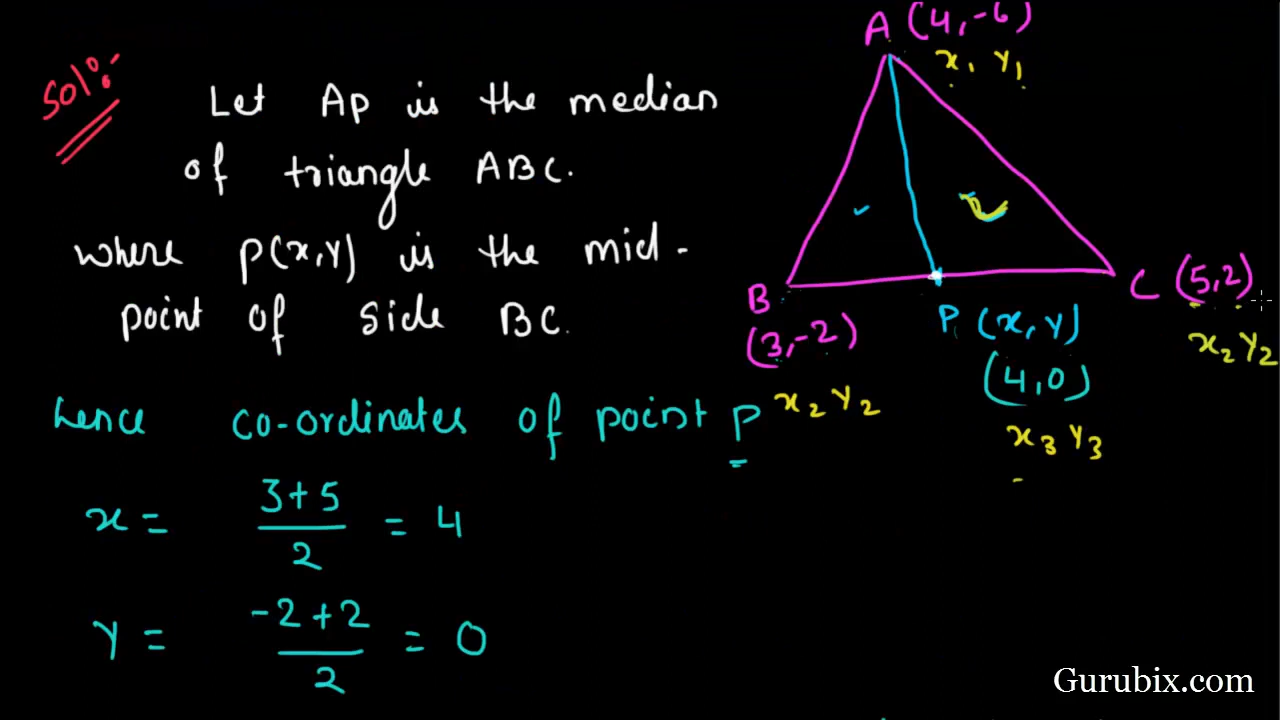 Sol:-
Let AP is the median
of triangle ABC.
where P(x,y) is the mid-
point of side BC.
hence co-ordinates of point P
x = 3+5/2 = 4
y = -2+2/2 = 0
A (4,-6)
x1 y1
B
(3,-2)
x2 y2
P (x,y)
(4,0)
x3 y3
C (5,2)
x2 y2
Gurubix.com